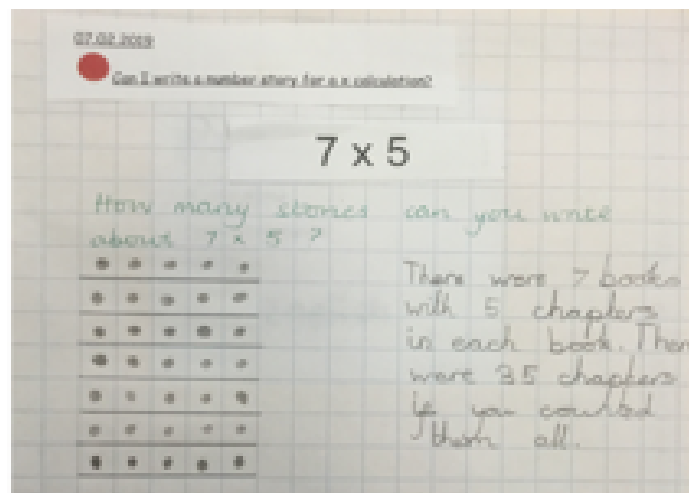 07.02.2019
Can I write a number story for a x calculation?
7 x 5
How many stories can you write
about 7 x 5 ?
There were 7 books
with 5 chapters
in each book. Ther
were 35 chapters
if you counted
them all.